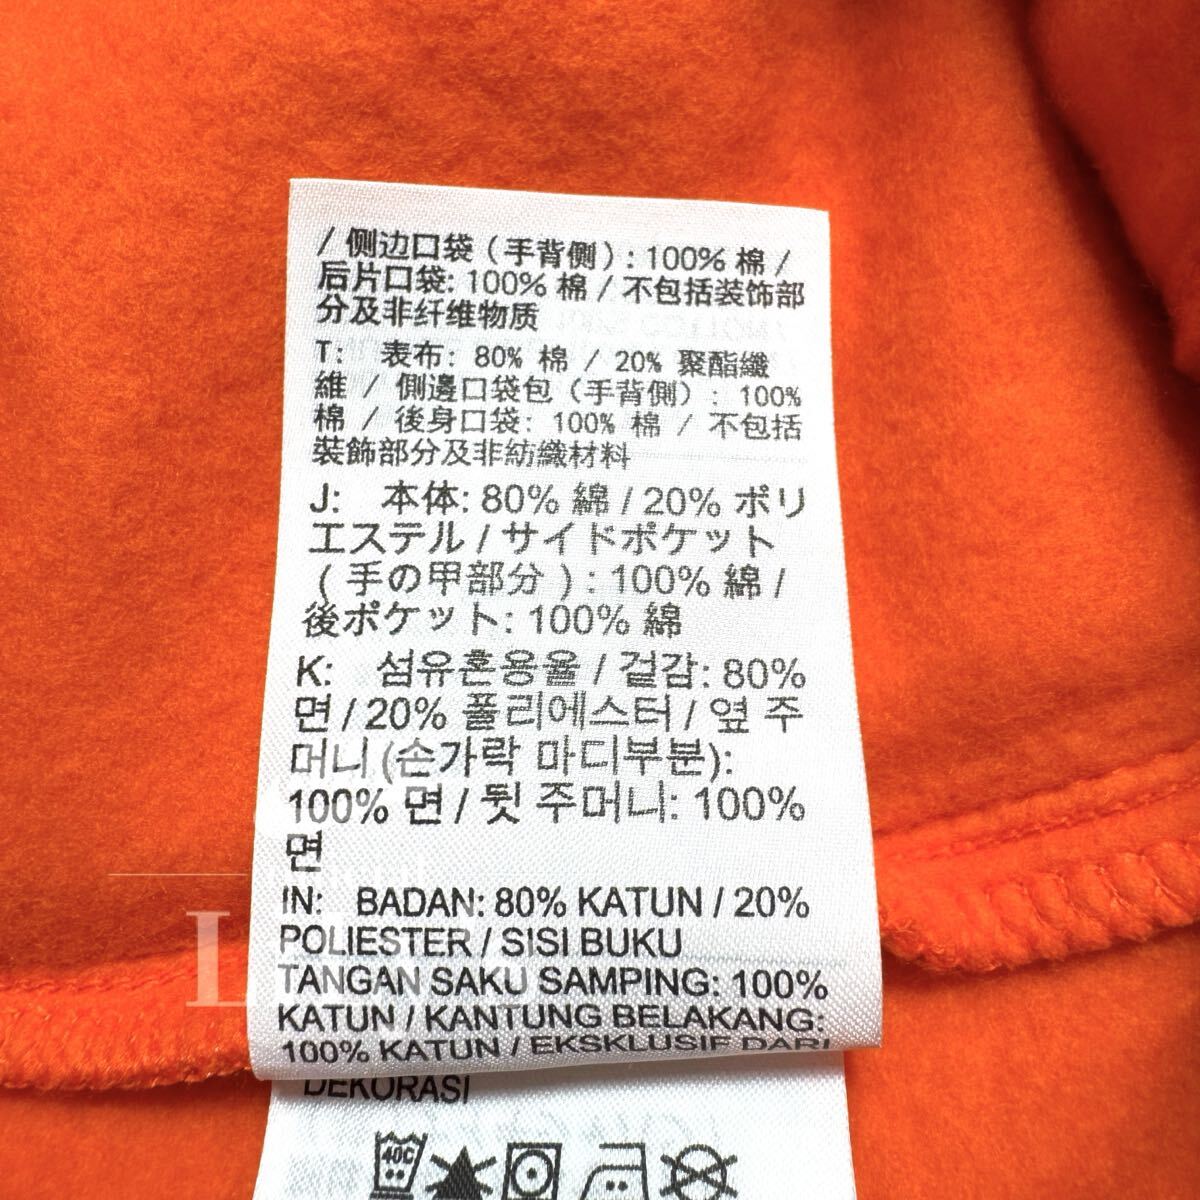 / 侧边口袋 (手背侧) : 100% 棉 /
后片口袋: 100% 棉 / 不包括装饰部
分及非纤维物质
T: 表布: 80% 棉 / 20% 聚酯纖
維 / 側邊口袋包 (手背側) : 100%
棉 / 後身口袋: 100% 棉 / 不包括
裝飾部分及非紡織材料
J: 本体: 80% 綿 / 20% ポリ
エステル / サイドポケット
( 手の甲部分 ) : 100% 綿 /
後ポケット: 100% 綿
K: 섬유혼용율 / 겉감: 80%
면 / 20% 폴리에스터 / 옆 주
머니 (손가락 마디부분):
100% 면 / 뒷 주머니: 100%
면
IN: BADAN: 80% KATUN / 20%
POLIESTER / SISI BUKU
TANGAN SAKU SAMPING: 100%
KATUN / KANTUNG BELAKANG:
100% KATUN / EKSKLUSIF DARI
DEKORASI
40C